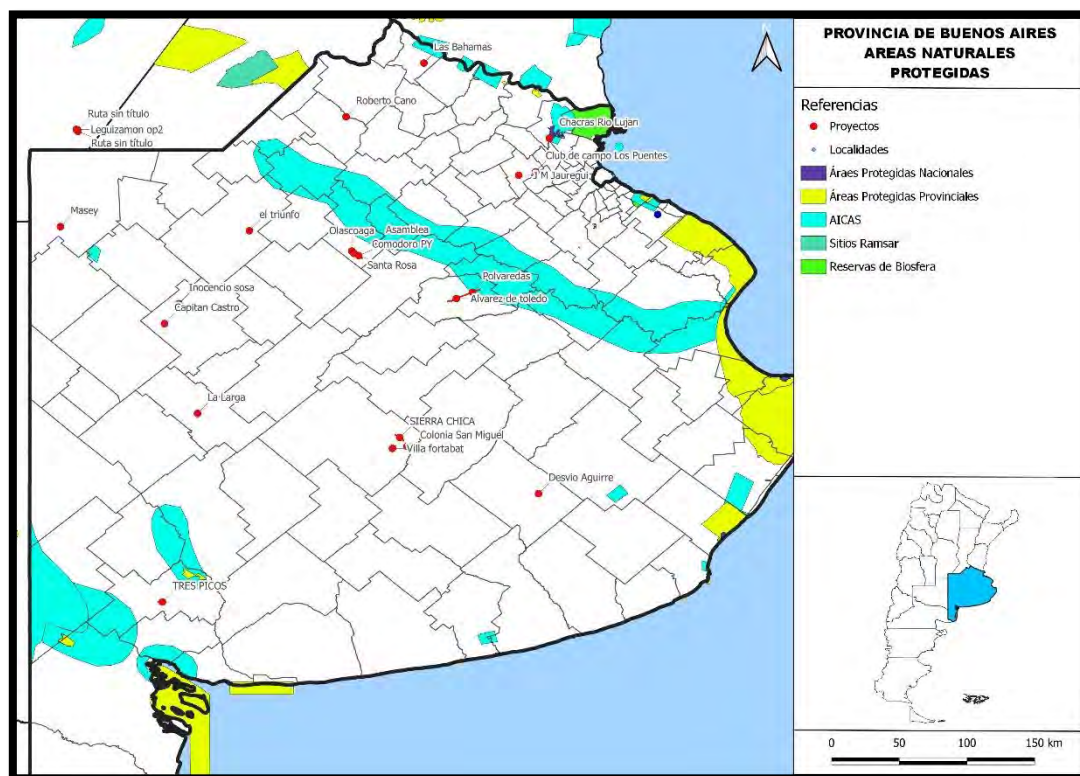 PROVINCIA DE BUENOS AIRES
AREAS NATURALES
PROTEGIDAS
Referencias
Proyectos
Localidades
Áraes Protegidas Nacionales
Áreas Protegidas Provinciales
AICAS
Sitios Ramsar
Reservas de Biosfera
Las Bahamas
Roberto Cano
Ruta sin título
Leguizamon op2
Ruta sin título
Chacras Rio Lujan
Club de campo Los Puentes
J M Jauregui
Masey
el triunfo
Olascoaga
Asamblea
Comodoro PY
Santa Rosa
Polvaredas
Alvarez de toledo
Inocencio sosa
Capitan Castro
La Larga
SIERRA CHICA
Colonia San Miguel
Villa fortabat
Desvio Aguirre
TRES PICOS
0 50 100 150 km